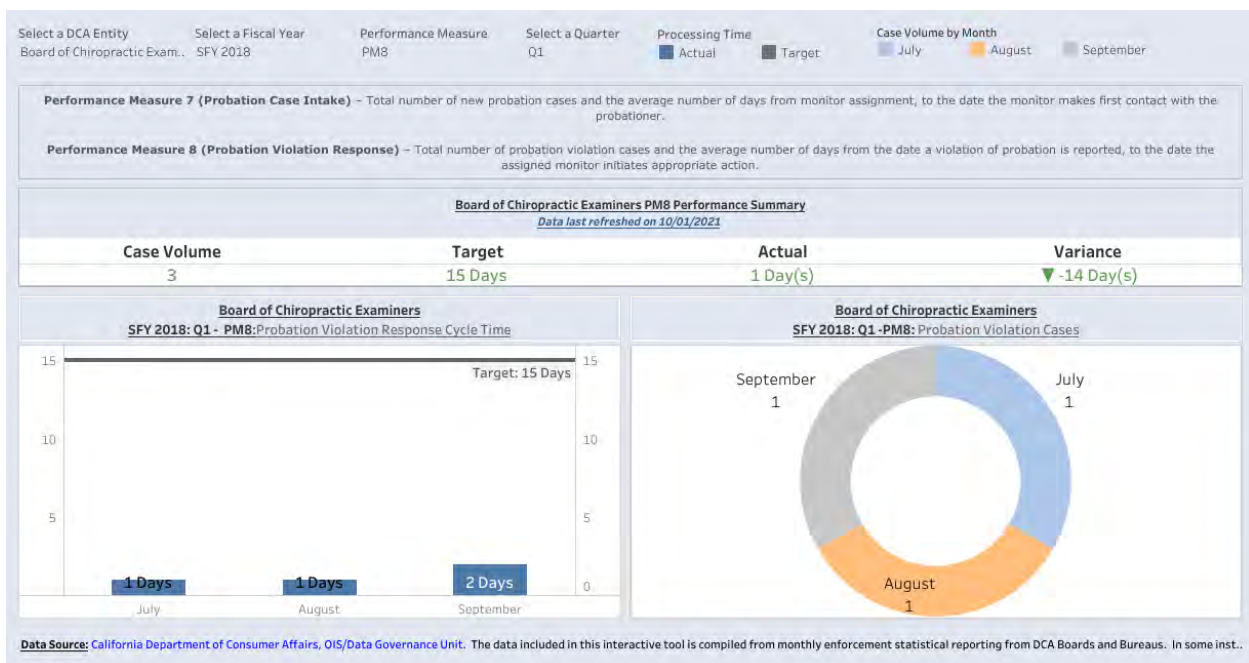 Select a DCA Entity Select a Fiscal Year Performance Measure Select a Quarter Processing Time Case Volume by Month
Board of Chiropractic Exam.. SFY 2018 PM8 Q1 Actual Target July August September
Performance Measure 7 (Probation Case Intake) – Total number of new probation cases and the average number of days from monitor assignment, to the date the monitor makes first contact with the
probationer.
Performance Measure 8 (Probation Violation Response) – Total number of probation violation cases and the average number of days from the date a violation of probation is reported, to the date the
assigned monitor initiates appropriate action.
Board of Chiropractic Examiners PM8 Performance Summary
Data last refreshed on 10/01/2021
Case Volume Target Actual Variance
3 15 Days 1 Day(s) ▼ -14 Day(s)
Board of Chiropractic Examiners
SFY 2018: Q1 - PM8:Probation Violation Response Cycle Time
15 15
Target: 15 Days
10 10
5 5
0
1 Days 1 Days 2 Days
July August September
Board of Chiropractic Examiners
SFY 2018: Q1 -PM8: Probation Violation Cases
September July
1 1
August
1
Data Source: California Department of Consumer Affairs, OIS/Data Governance Unit. The data included in this interactive tool is compiled from monthly enforcement statistical reporting from DCA Boards and Bureaus. In some inst..